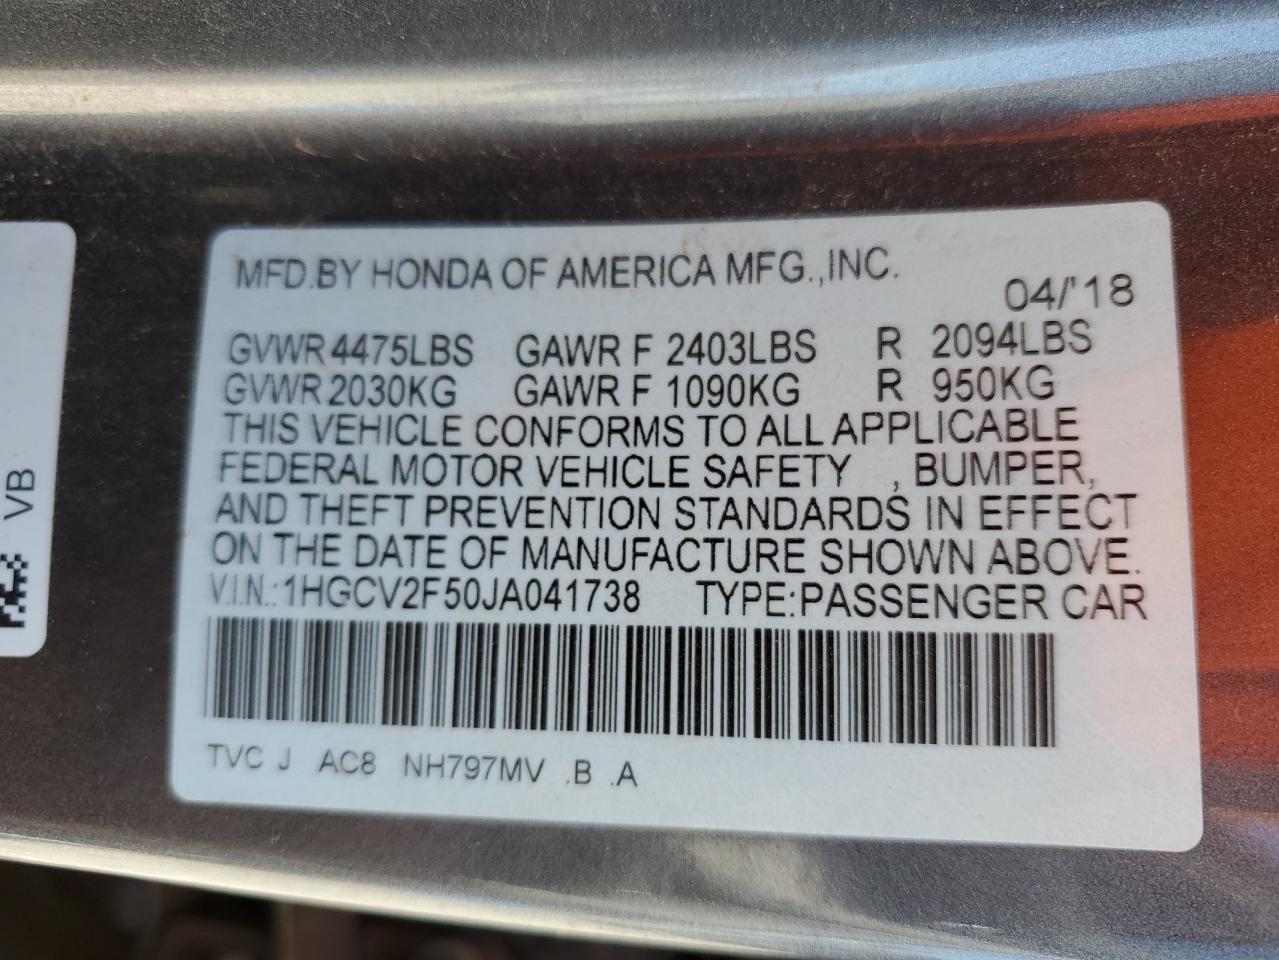 MFD.BY HONDA OF AMERICA MFG.,INC.
04/'18
GVWR 4475LBS GAWR F 2403LBS R 2094LBS
GVWR 2030KG GAWR F 1090KG R 950KG
THIS VEHICLE CONFORMS TO ALL APPLICABLE
FEDERAL MOTOR VEHICLE SAFETY , BUMPER,
AND THEFT PREVENTION STANDARDS IN EFFECT
ON THE DATE OF MANUFACTURE SHOWN ABOVE.
V.I.N.:1HGCV2F50JA041738 TYPE:PASSENGER CAR
TVC J AC8 NH797MV .B .A
VB